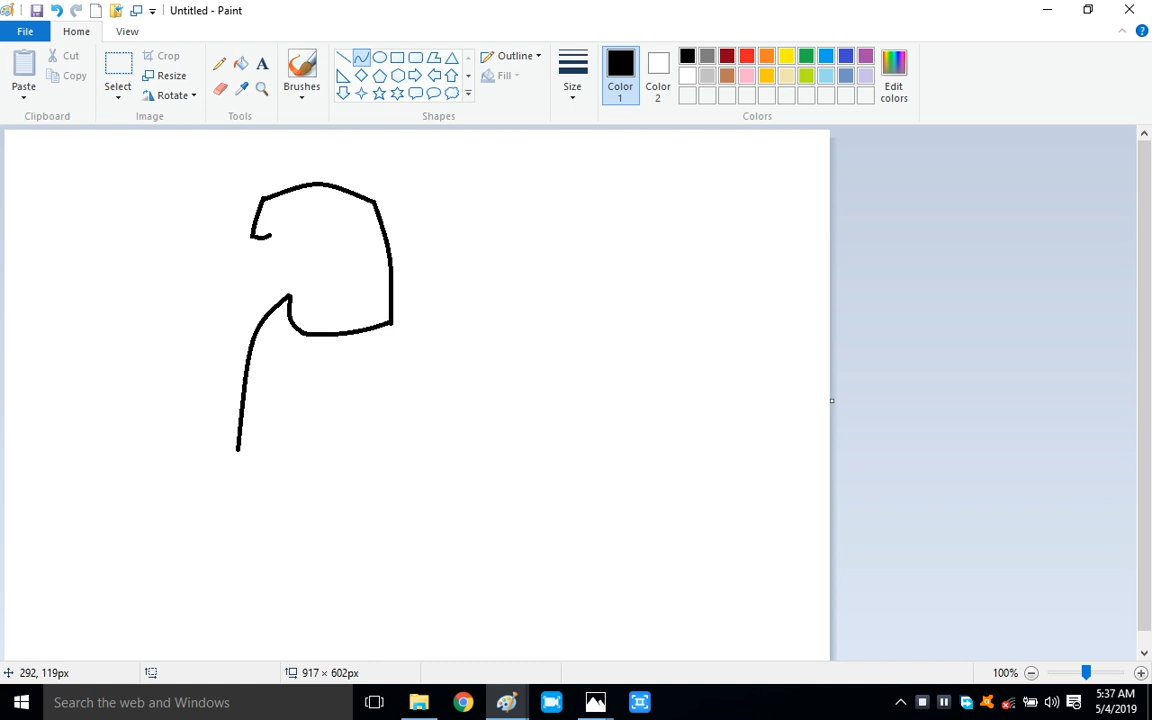 Untitled - Paint
File Home View
Paste
Cut
Copy
Clipboard
Select
Crop
Resize
Rotate
Image
Tools
Brushes
Outline
Fill
Shapes
Size
Color 1
Color 2
Edit colors
Colors
292, 119px
917 × 602px
100%
Search the web and Windows
5:37 AM
5/4/2019